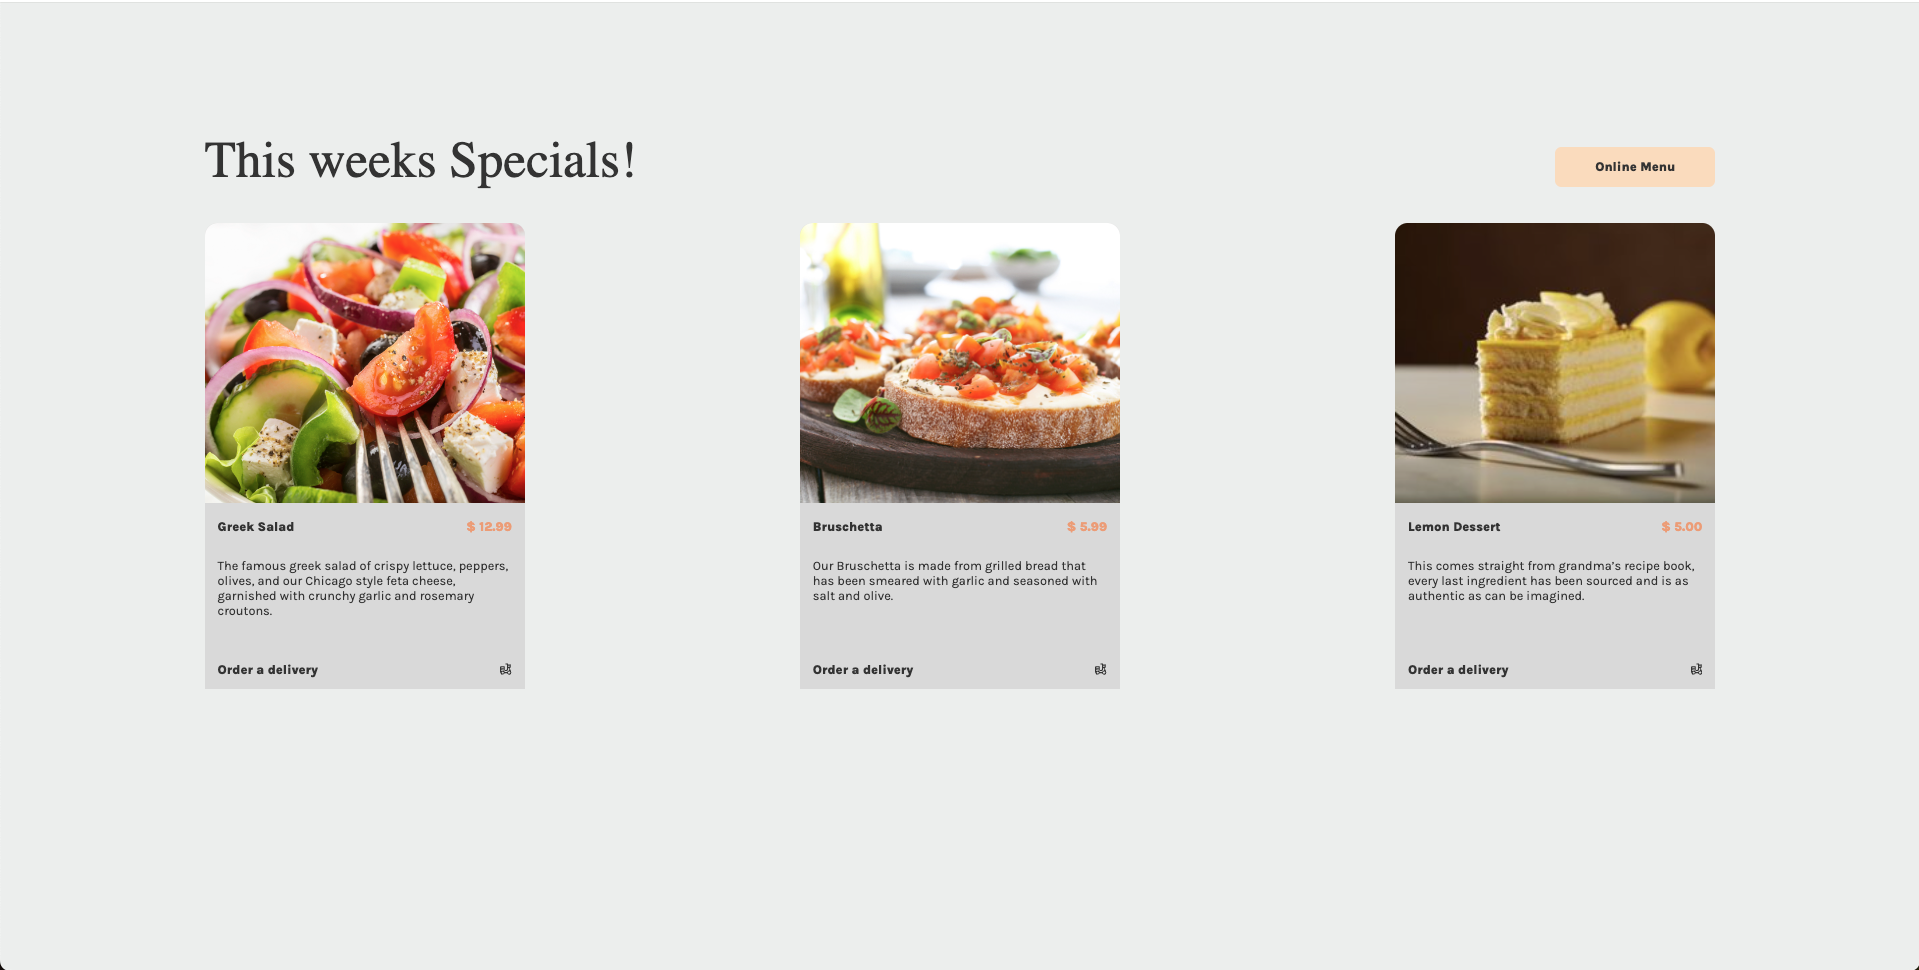 This weeks Specials!
Online Menu
Greek Salad
$ 12.99
The famous greek salad of crispy lettuce, peppers,
olives, and our Chicago style feta cheese,
garnished with crunchy garlic and rosemary
croutons.
Order a delivery
Bruschetta
$ 5.99
Our Bruschetta is made from grilled bread that
has been smeared with garlic and seasoned with
salt and olive.
Order a delivery
Lemon Dessert
$ 5.00
This comes straight from grandma’s recipe book,
every last ingredient has been sourced and is as
authentic as can be imagined.
Order a delivery